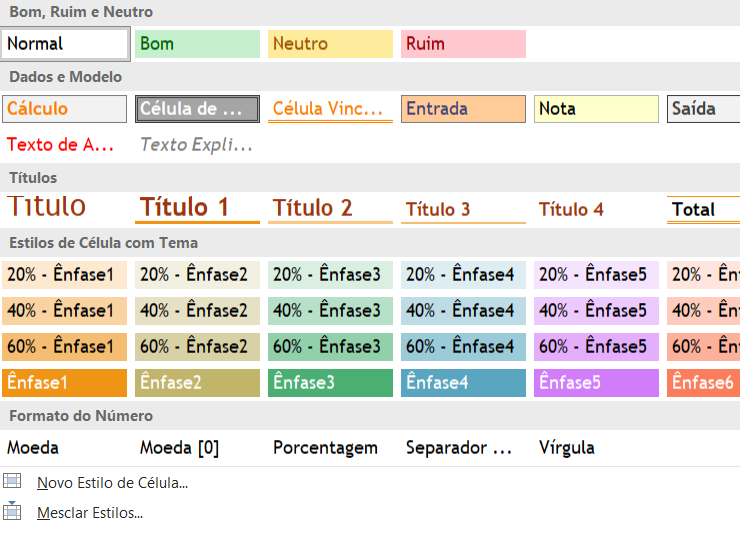 Bom, Ruim e Neutro
Normal Bom Neutro Ruim
Dados e Modelo
Cálculo Célula de ... Célula Vinc... Entrada Nota Saída
Texto de A... Texto Expli...
Títulos
Título Título 1 Título 2 Título 3 Título 4 Total
Estilos de Célula com Tema
20% - Ênfase1 20% - Ênfase2 20% - Ênfase3 20% - Ênfase4 20% - Ênfase5 20% - Ên
40% - Ênfase1 40% - Ênfase2 40% - Ênfase3 40% - Ênfase4 40% - Ênfase5 40% - Ên
60% - Ênfase1 60% - Ênfase2 60% - Ênfase3 60% - Ênfase4 60% - Ênfase5 60% - Ên
Ênfase1 Ênfase2 Ênfase3 Ênfase4 Ênfase5 Ênfase6
Formato do Número
Moeda Moeda [0] Porcentagem Separador ... Vírgula
Novo Estilo de Célula...
Mesclar Estilos...